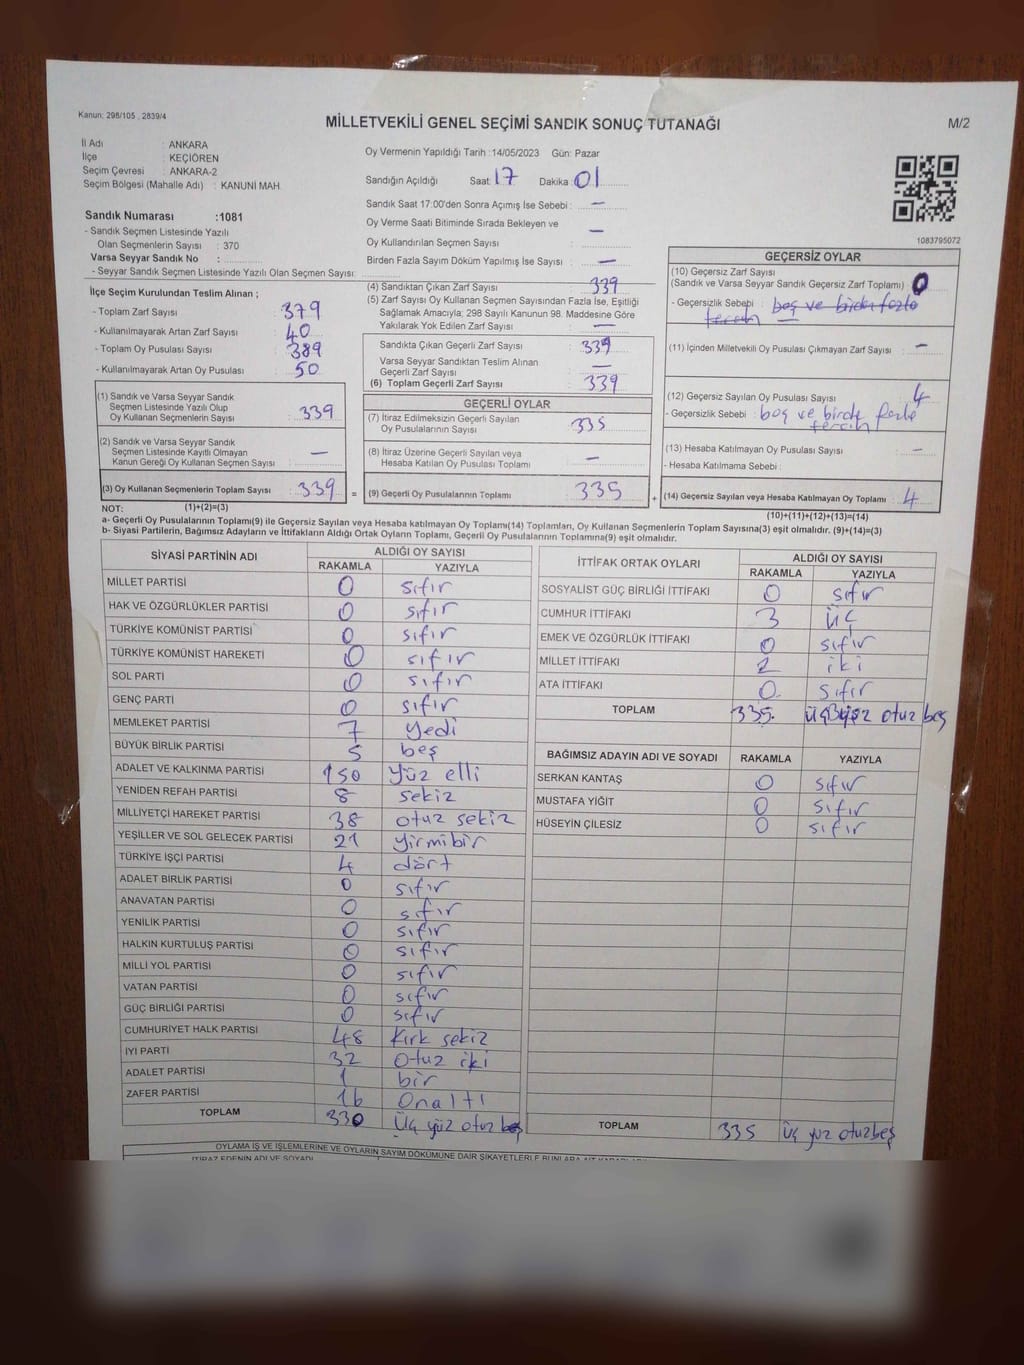 Kanun: 298/105 , 2839/4
MİLLETVEKİLİ GENEL SEÇİMİ SANDIK SONUÇ TUTANAĞI
M/2
İl Adı : ANKARA
İlçe : KEÇİÖREN
Seçim Çevresi : ANKARA-2
Seçim Bölgesi (Mahalle Adı) : KANUNİ MAH.
Sandık Numarası :1081
- Sandık Seçmen Listesinde Yazılı
Olan Seçmenlerin Sayısı : 370
Varsa Seyyar Sandık No :
- Seyyar Sandık Seçmen Listesinde Yazılı Olan Seçmen Sayısı:
Oy Vermenin Yapıldığı Tarih :14/05/2023 Gün: Pazar
Sandığın Açıldığı Saat: 17 Dakika: 01
Sandık Saat 17:00'den Sonra Açımış İse Sebebi : —
Oy Verme Saati Bitiminde Sırada Bekleyen ve
Oy Kullandırılan Seçmen Sayısı : —
Birden Fazla Sayım Döküm Yapılmış İse Sayısı : —
1083795072
İlçe Seçim Kurulundan Teslim Alınan ;
- Toplam Zarf Sayısı : 379
- Kullanılmayarak Artan Zarf Sayısı : 40
- Toplam Oy Pusulası Sayısı : 389
- Kullanılmayarak Artan Oy Pusulası : 50
(4) Sandıktan Çıkan Zarf Sayısı : 339
(5) Zarf Sayısı Oy Kullanan Seçmen Sayısından Fazla İse, Eşitliği
Sağlamak Amacıyla; 298 Sayılı Kanunun 98. Maddesine Göre
Yakılarak Yok Edilen Zarf Sayısı : —
Sandıkta Çıkan Geçerli Zarf Sayısı : 339
Varsa Seyyar Sandıktan Teslim Alınan
Geçerli Zarf Sayısı : —
(6) Toplam Geçerli Zarf Sayısı : 339
GEÇERSİZ OYLAR
(10) Geçersiz Zarf Sayısı
(Sandık ve Varsa Seyyar Sandık Geçersiz Zarf Toplamı) : 0
- Geçersizlik Sebebi : boş ve birden fazla
tercih
(11) İçinden Milletvekili Oy Pusulası Çıkmayan Zarf Sayısı : —
(12) Geçersiz Sayılan Oy Pusulası Sayısı : 4
- Geçersizlik Sebebi : boş ve birde fazla
tercih
(13) Hesaba Katılmayan Oy Pusulası Sayısı : —
- Hesaba Katılmama Sebebi :
(14) Geçersiz Sayılan veya Hesaba Katılmayan Oy Toplamı : 4
(10)+(11)+(12)+(13)=(14)
(1) Sandık ve Varsa Seyyar Sandık
Seçmen Listesinde Yazılı Olup
Oy Kullanan Seçmenlerin Sayısı : 339
(2) Sandık ve Varsa Seyyar Sandık
Seçmen Listesinde Kayıtlı Olmayan
Kanun Gereği Oy Kullanan Seçmen Sayısı : —
(3) Oy Kullanan Seçmenlerin Toplam Sayısı : 339 =
(1)+(2)=(3)
GEÇERLİ OYLAR
(7) İtiraz Edilmeksizin Geçerli Sayılan
Oy Pusulalarının Sayısı : 335
(8) İtiraz Üzerine Geçerli Sayılan veya
Hesaba Katılan Oy Pusulası Toplamı : —
(9) Geçerli Oy Pusulalarının Toplamı : 335 +
NOT:
a- Geçerli Oy Pusulalarının Toplamı(9) ile Geçersiz Sayılan veya Hesaba katılmayan Oy Toplamı(14) Toplamları, Oy Kullanan Seçmenlerin Toplam Sayısına(3) eşit olmalıdır. (9)+(14)=(3)
b- Siyasi Partilerin, Bağımsız Adayların ve İttifakların Aldığı Ortak Oyların Toplamı, Geçerli Oy Pusulalarının Toplamına(9) eşit olmalıdır.
SİYASİ PARTİNİN ADI ALDIĞI OY SAYISI
RAKAMLA YAZIYLA
MİLLET PARTİSİ 0 sıfır
HAK VE ÖZGÜRLÜKLER PARTİSİ 0 sıfır
TÜRKİYE KOMÜNİST PARTİSİ 0 sıfır
TÜRKİYE KOMÜNİST HAREKETİ 0 sıfır
SOL PARTİ 0 sıfır
GENÇ PARTİ 0 sıfır
MEMLEKET PARTİSİ 7 yedi
BÜYÜK BİRLİK PARTİSİ 5 beş
ADALET VE KALKINMA PARTİSİ 150 yüz elli
YENİDEN REFAH PARTİSİ 8 sekiz
MİLLİYETÇİ HAREKET PARTİSİ 38 otuz sekiz
YEŞİLLER VE SOL GELECEK PARTİSİ 21 yirmibir
TÜRKİYE İŞÇİ PARTİSİ 4 dört
ADALET BİRLİK PARTİSİ 0 sıfır
ANAVATAN PARTİSİ 0 sıfır
YENİLİK PARTİSİ 0 sıfır
HALKIN KURTULUŞ PARTİSİ 0 sıfır
MİLLİ YOL PARTİSİ 0 sıfır
VATAN PARTİSİ 0 sıfır
GÜÇ BİRLİĞİ PARTİSİ 0 sıfır
CUMHURİYET HALK PARTİSİ 48 Kırk sekiz
İYİ PARTİ 32 otuz iki
ADALET PARTİSİ 1 bir
ZAFER PARTİSİ 16 Onaltı
TOPLAM 330 Üç yüz otuz
İTTİFAK ORTAK OYLARI ALDIĞI OY SAYISI
RAKAMLA YAZIYLA
SOSYALİST GÜÇ BİRLİĞİ İTTİFAKI 0 sıfır
CUMHUR İTTİFAKI 3 üç
EMEK VE ÖZGÜRLÜK İTTİFAKI 0 sıfır
MİLLET İTTİFAKI 2 iki
ATA İTTİFAKI 0 sıfır
TOPLAM 335 otuz beş
BAĞIMSIZ ADAYIN ADI VE SOYADI RAKAMLA YAZIYLA
SERKAN KANTAŞ 0 sıfır
MUSTAFA YİĞİT 0 sıfır
HÜSEYİN ÇİLESİZ 0 sıfır
TOPLAM 335 üç yüz otuzbeş
OYLAMA İŞ VE İŞLEMLERİNE VE OYLARIN SAYIM DÖKÜMÜNE DAİR ŞİKAYETLERLE